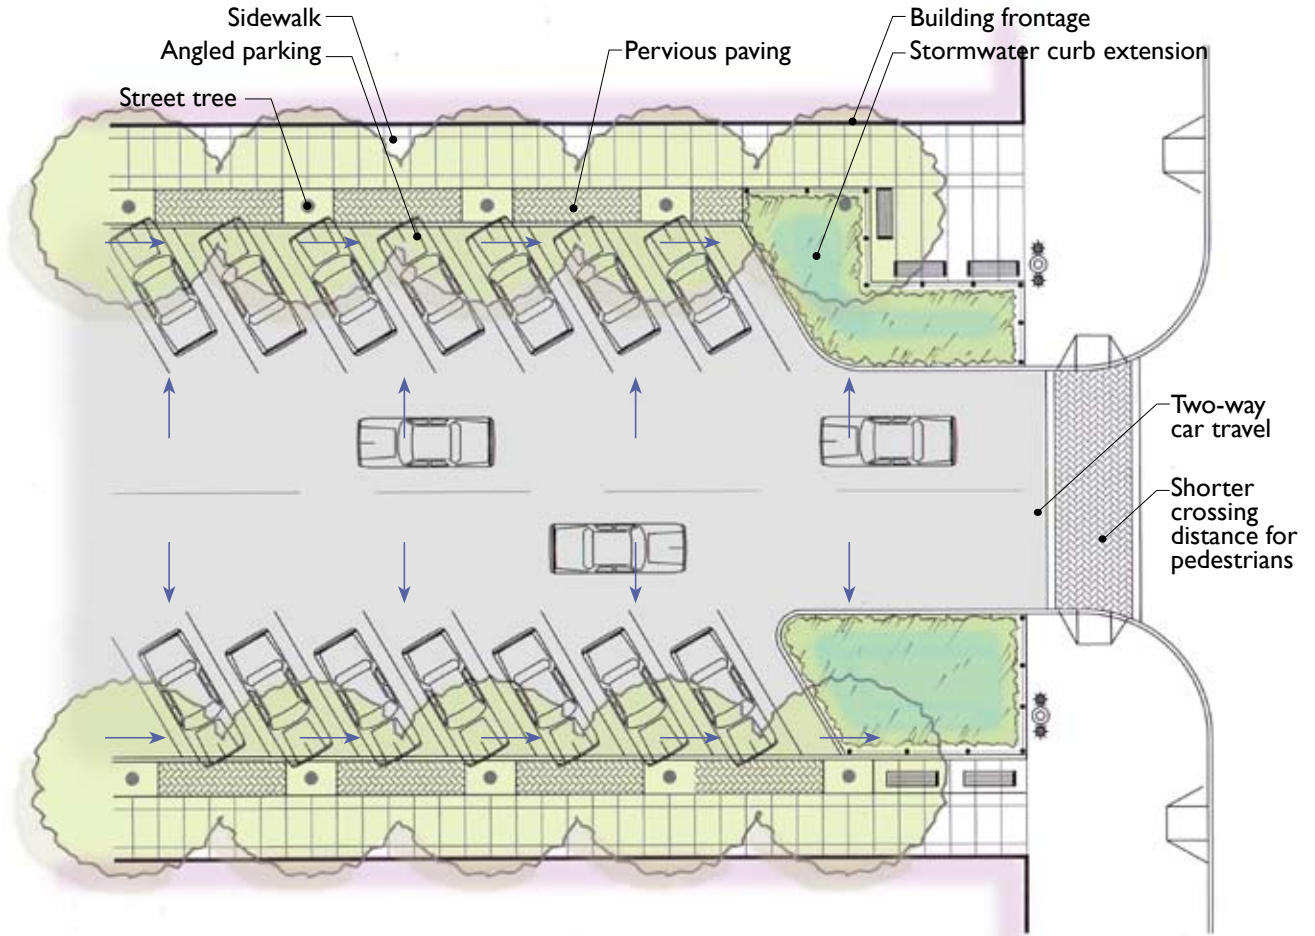 Sidewalk
Angled parking
Street tree
Pervious paving
Building frontage
Stormwater curb extension
Two-way
car travel
Shorter
crossing
distance for
pedestrians